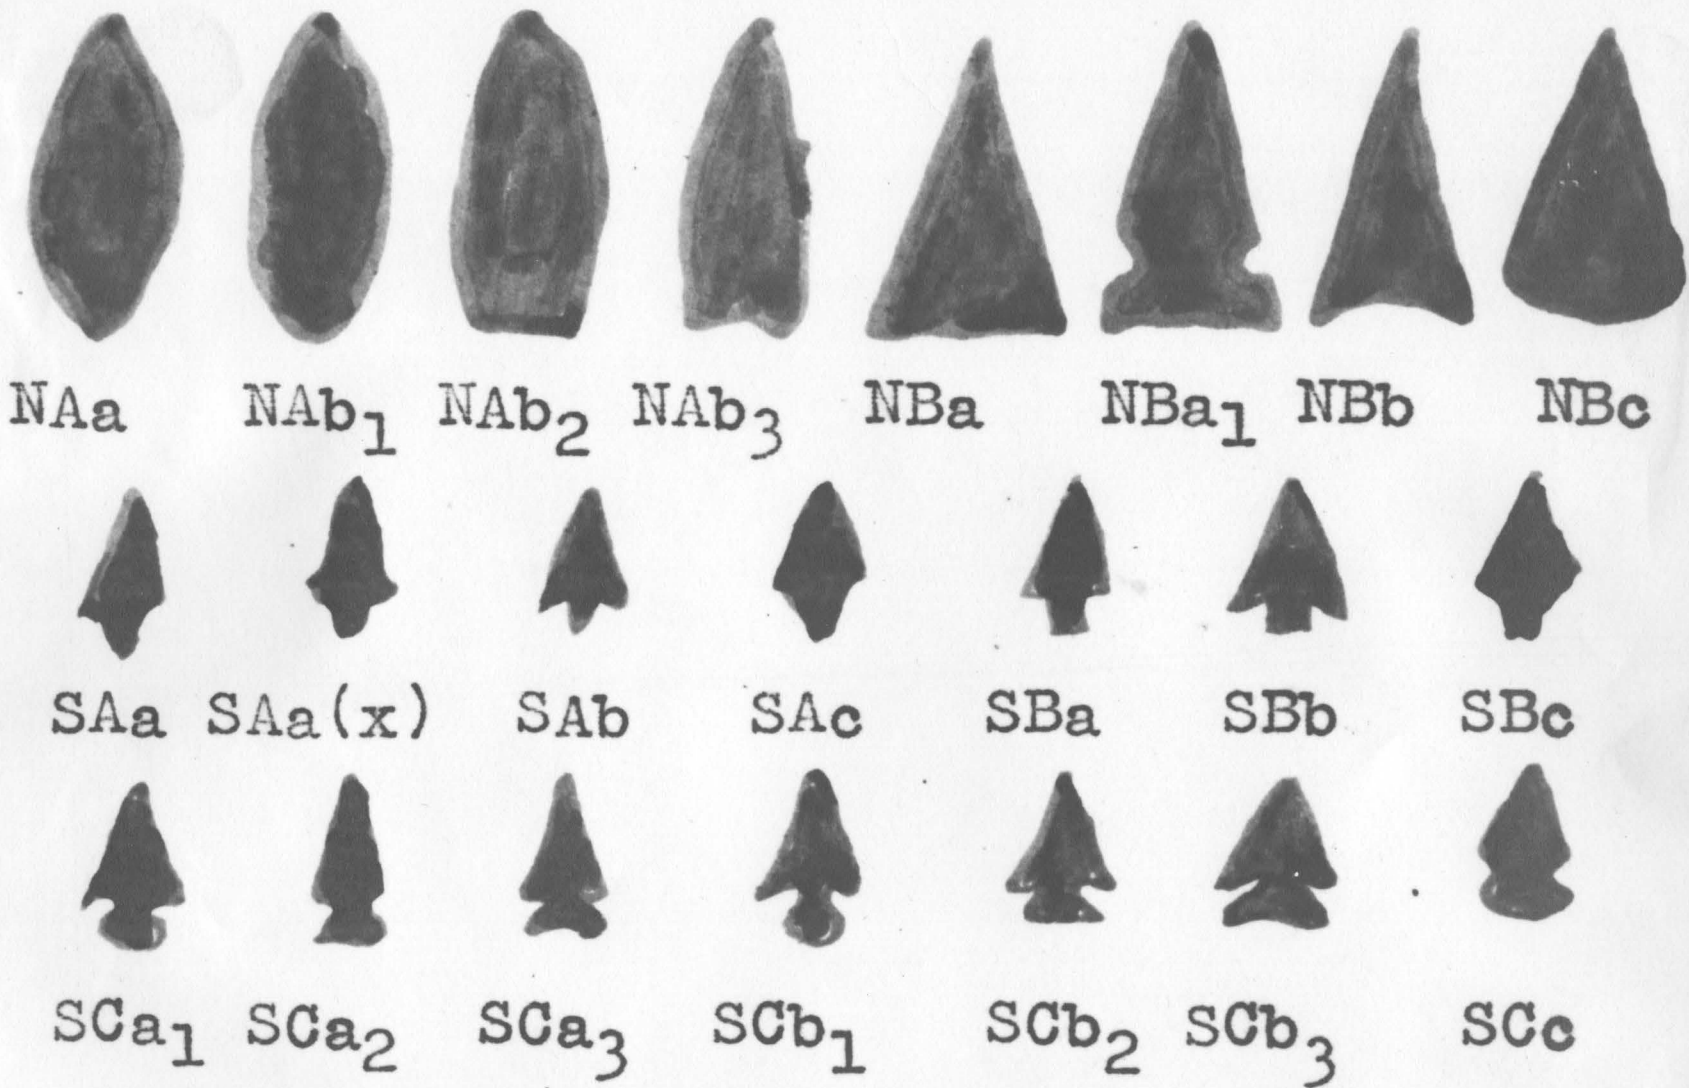 NAa NAb1 NAb2 NAb3 NBa NBa1 NBb NBc
SAa SAa(x) SAb SAc SBa SBb SBc
SCa1 SCa2 SCa3 SCb1 SCb2 SCb3 SCc